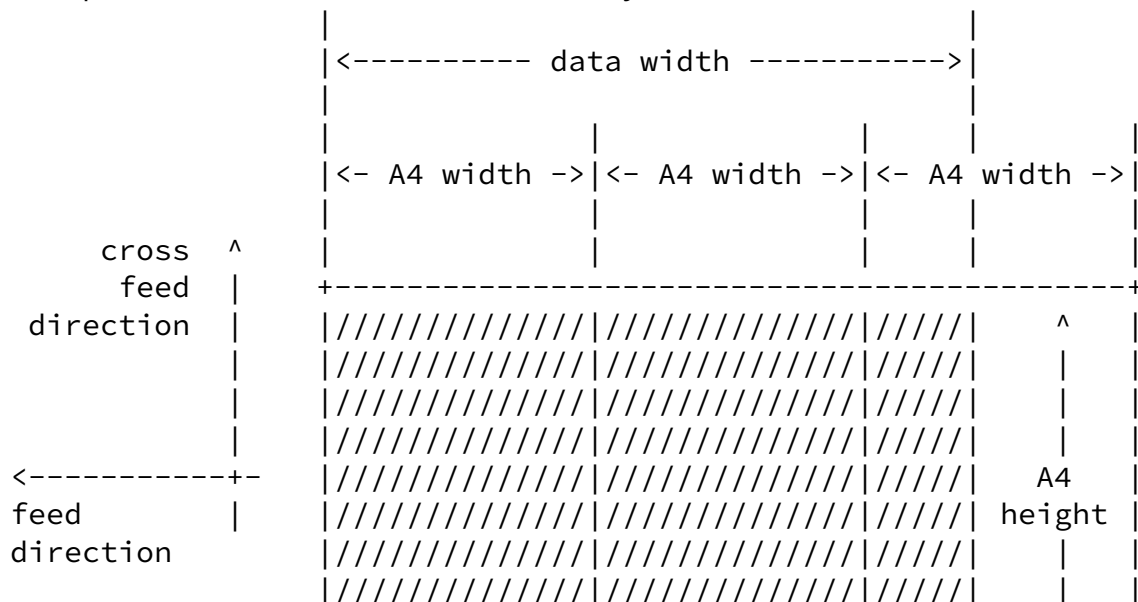 |                                   |
|<---------- data width ----------->|
|                                   |
|              |              |     |        |
|<- A4 width ->|<- A4 width ->|<- A4 width ->|
|              |              |     |        |
cross  ^    |              |              |     |        |
feed  |    +--------------------------------------------+
direction  |    |//////////////|//////////////|/////|    ^   |
|    |//////////////|//////////////|/////|    |   |
|    |//////////////|//////////////|/////|    |   |
|    |//////////////|//////////////|/////|    |   |
<------------+-   |//////////////|//////////////|/////|   A4   |
feed        |    |//////////////|//////////////|/////| height |
direction        |//////////////|//////////////|/////|    |   |
|//////////////|//////////////|/////|    |   |